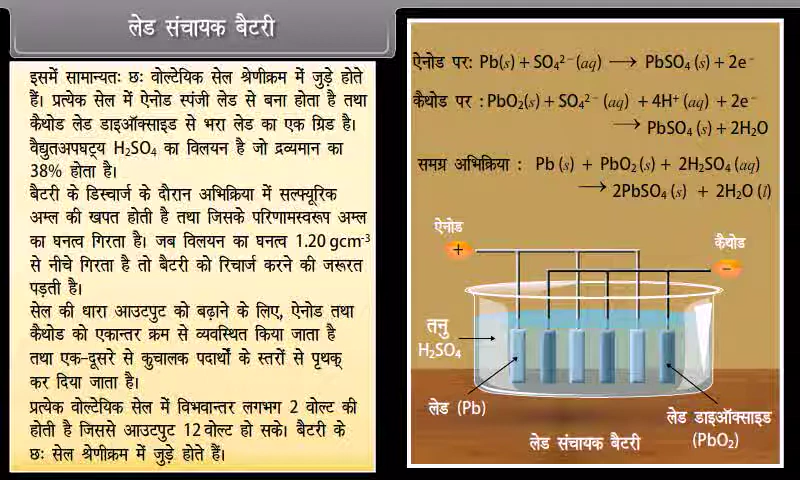 लेड संचायक बैटरी
इसमें सामान्यतः छः वोल्टेयिक सेल श्रेणीक्रम में जुड़े होते
हैं। प्रत्येक सेल में ऐनोड स्पंजी लेड से बना होता है तथा
कैथोड लेड डाइऑक्साइड से भरा लेड का एक ग्रिड है।
वैद्युतअपघट्य H₂SO₄ का विलयन है जो द्रव्यमान का
38% होता है।
बैटरी के डिस्चार्ज के दौरान अभिक्रिया में सल्फ्यूरिक
अम्ल की खपत होती है तथा जिसके परिणामस्वरूप अम्ल
का घनत्व गिरता है। जब विलयन का घनत्व 1.20 gcm⁻³
से नीचे गिरता है तो बैटरी को रिचार्ज करने की जरूरत
पड़ती है।
सेल की धारा आउटपुट को बढ़ाने के लिए, ऐनोड तथा
कैथोड को एकान्तर क्रम से व्यवस्थित किया जाता है
तथा एक-दूसरे से कुचालक पदार्थों के स्तरों से पृथक्
कर दिया जाता है।
प्रत्येक वोल्टेयिक सेल में विभवान्तर लगभग 2 वोल्ट की
होती है जिससे आउटपुट 12 वोल्ट हो सके। बैटरी के
छः सेल श्रेणीक्रम में जुड़े होते हैं।
ऐनोड पर: Pb(s) + SO₄²⁻ (aq) ⟶ PbSO₄ (s) + 2e⁻
कैथोड पर : PbO₂(s) + SO₄²⁻ (aq) + 4H⁺ (aq) + 2e⁻
⟶ PbSO₄ (s) + 2H₂O
समग्र अभिक्रिया : Pb (s) + PbO₂ (s) + 2H₂SO₄ (aq)
⟶ 2PbSO₄ (s) + 2H₂O (l)
ऐनोड
+
कैथोड
−
तनु
H₂SO₄
लेड (Pb)
लेड डाइऑक्साइड
(PbO₂)
लेड संचायक बैटरी